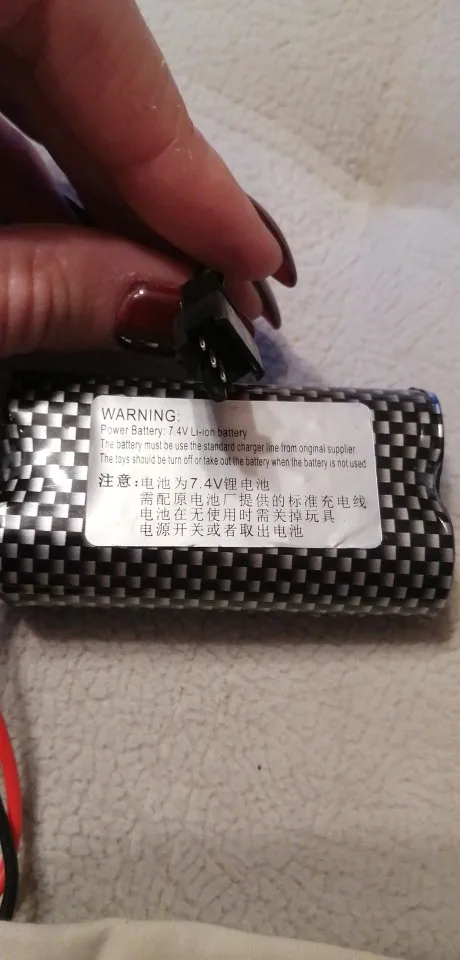 WARNING:
Power Battery: 7.4V Li-ion battery
The battery must be use the standard charger line from original supplier
The toys should be turn off or take out the battery when the battery is not used
注意:电池为7.4V锂电池
需配原电池厂提供的标准充电线
电池在无使用时需关掉玩具
电源开关或者取出电池